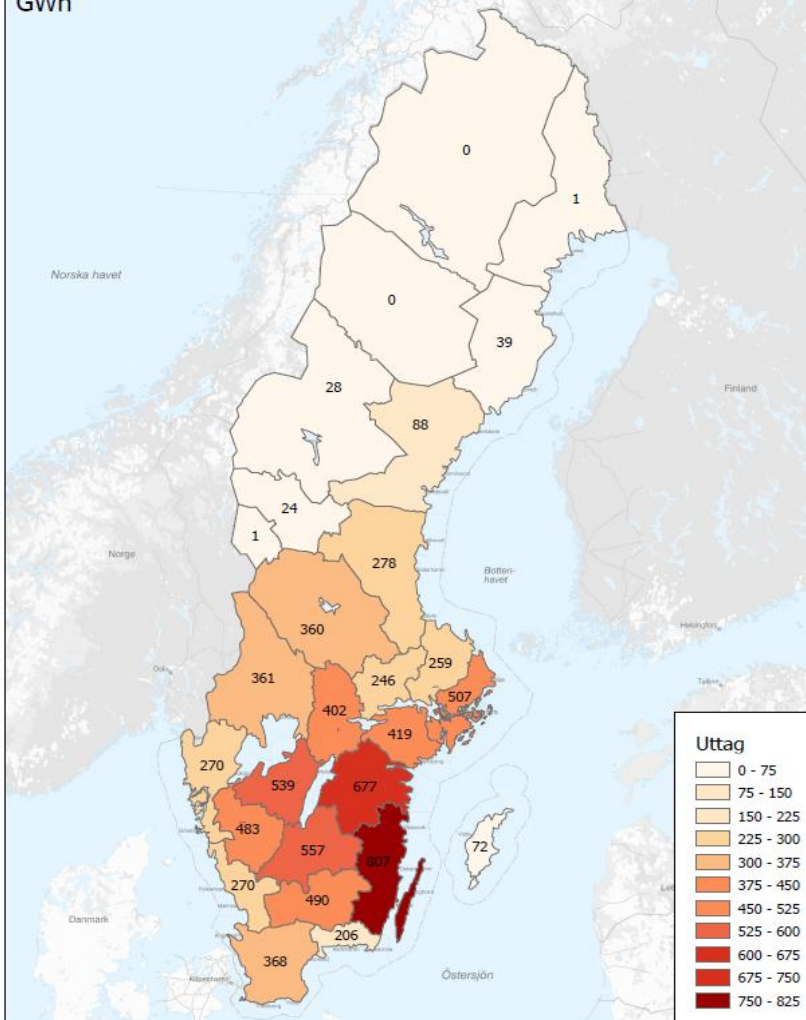 GWh
0
1
Norska havet
0
39
28
Finland
88
24
1
Norge
278
Botten-
havet
360
Helsingfors
259
Oslo
361
246
507
Tallinn
402
419
270
539
677
483
557
807
72
270
490
Danmark
206
368
Köpenhamn
Östersjön
Uttag
0 - 75
75 - 150
150 - 225
225 - 300
300 - 375
375 - 450
450 - 525
525 - 600
600 - 675
675 - 750
750 - 825